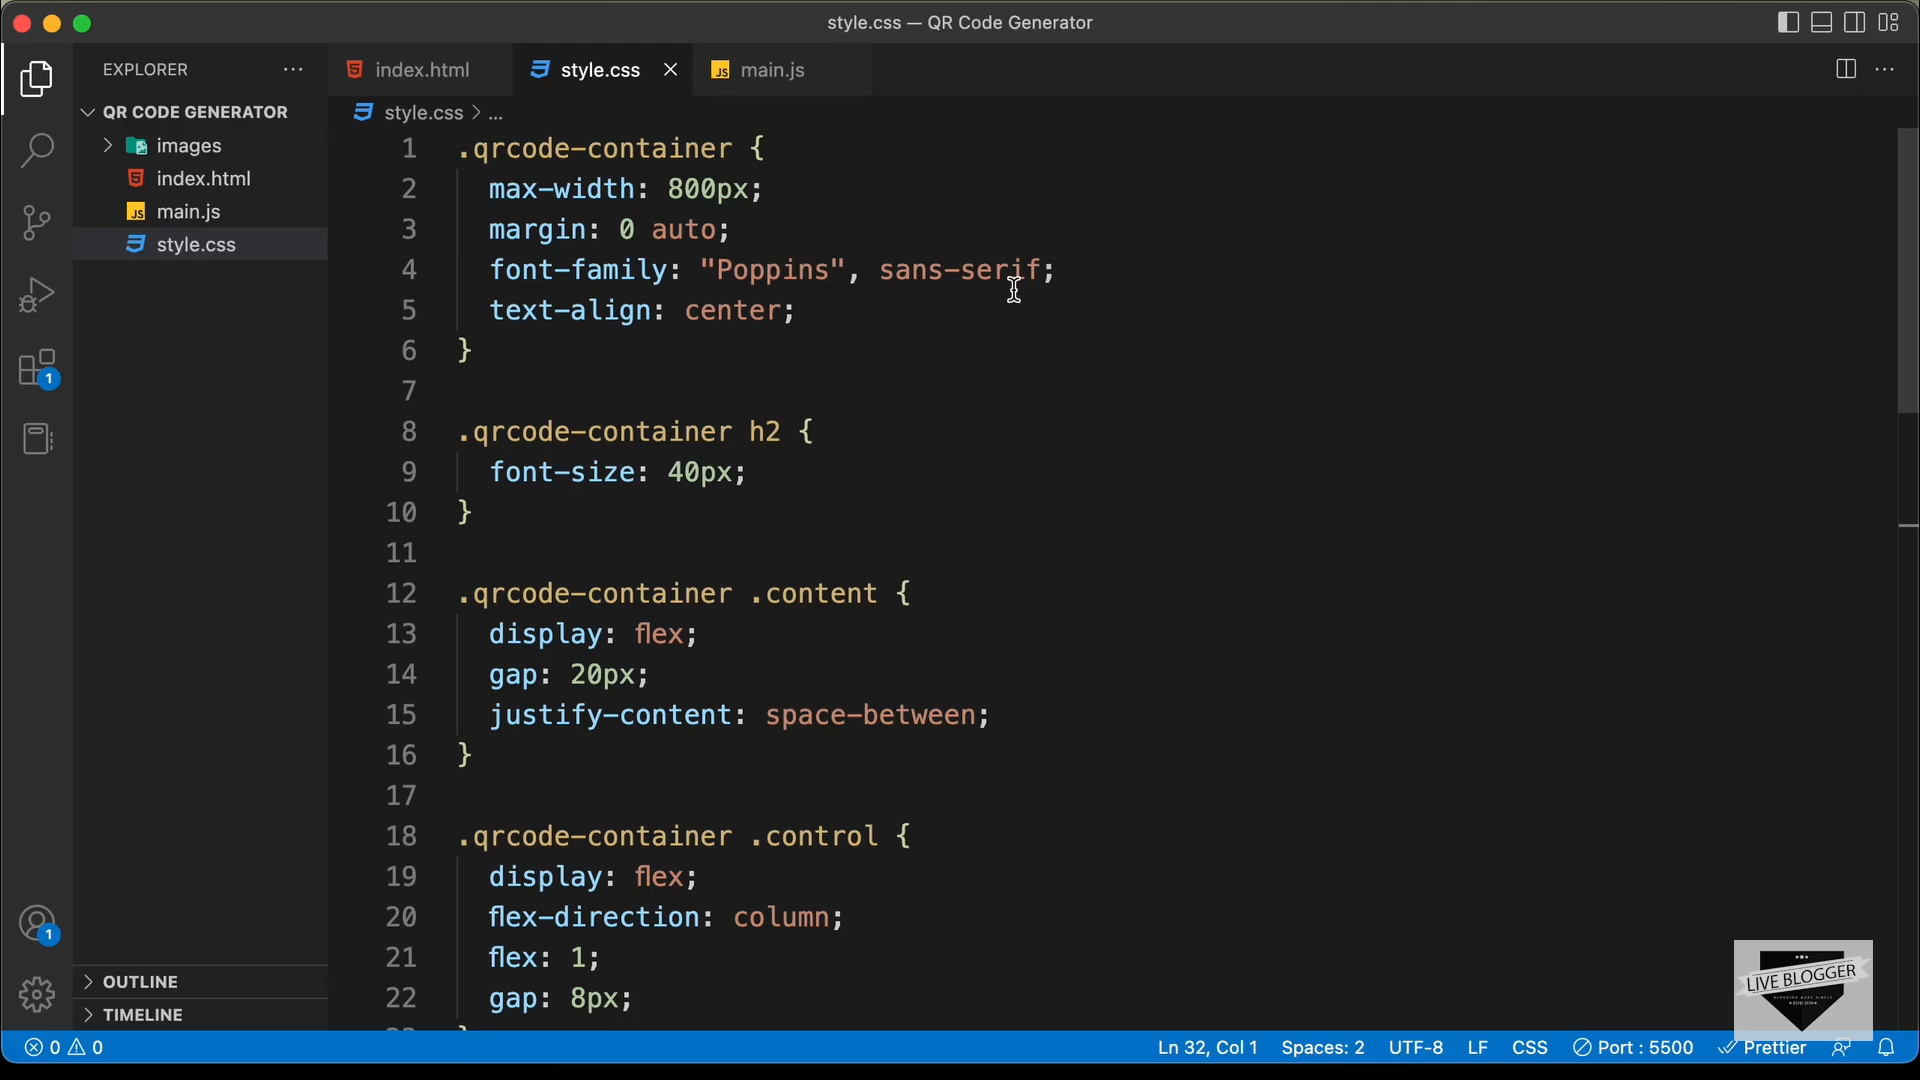 style.css — QR Code Generator
EXPLORER
index.html
style.css
main.js
QR CODE GENERATOR
style.css > ...
images
index.html
main.js
style.css
1 .qrcode-container {
2 max-width: 800px;
3 margin: 0 auto;
4 font-family: "Poppins", sans-serif;
5 text-align: center;
6 }
7
8 .qrcode-container h2 {
9 font-size: 40px;
10 }
11
12 .qrcode-container .content {
13 display: flex;
14 gap: 20px;
15 justify-content: space-between;
16 }
17
18 .qrcode-container .control {
19 display: flex;
20 flex-direction: column;
21 flex: 1;
22 gap: 8px;
1
1
OUTLINE
TIMELINE
LIVE BLOGGER
0 0
Ln 32, Col 1
Spaces: 2
UTF-8
LF
CSS
Port : 5500
Prettier